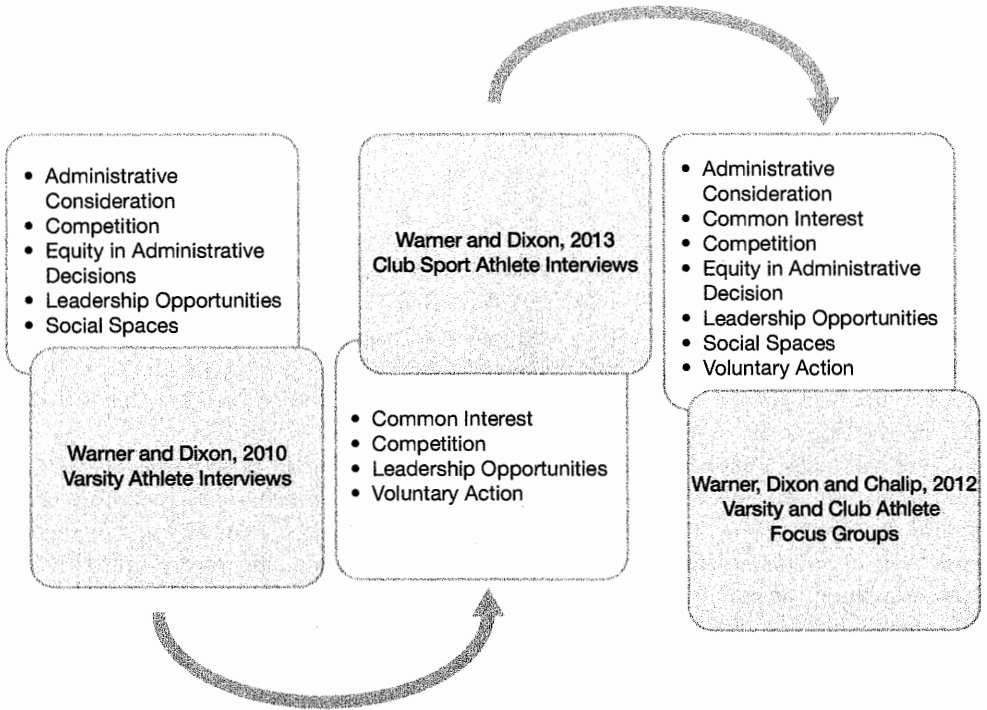 • Administrative
Consideration
• Competition
• Equity in Administrative
Decisions
• Leadership Opportunities
• Social Spaces
Warner and Dixon, 2010
Varsity Athlete Interviews
Warner and Dixon, 2013
Club Sport Athlete Interviews
• Common Interest
• Competition
• Leadership Opportunities
• Voluntary Action
• Administrative
Consideration
• Common Interest
• Competition
• Equity in Administrative
Decision
• Leadership Opportunities
• Social Spaces
• Voluntary Action
Warner, Dixon and Chalip, 2012
Varsity and Club Athlete
Focus Groups